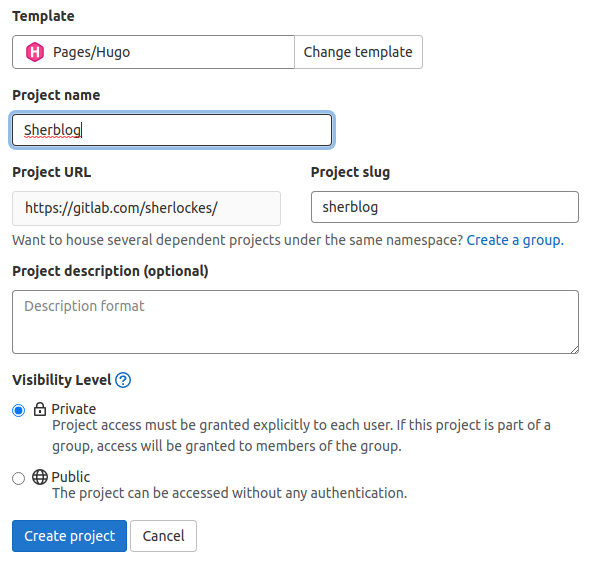 Template
Pages/Hugo Change template
Project name
Sherblog
Project URL Project slug
https://gitlab.com/sherlockes/ sherblog
Want to house several dependent projects under the same namespace? Create a group.
Project description (optional)
Description format
Visibility Level ?
Private
Project access must be granted explicitly to each user. If this project is part of a
group, access will be granted to members of the group.
Public
The project can be accessed without any authentication.
Create project Cancel